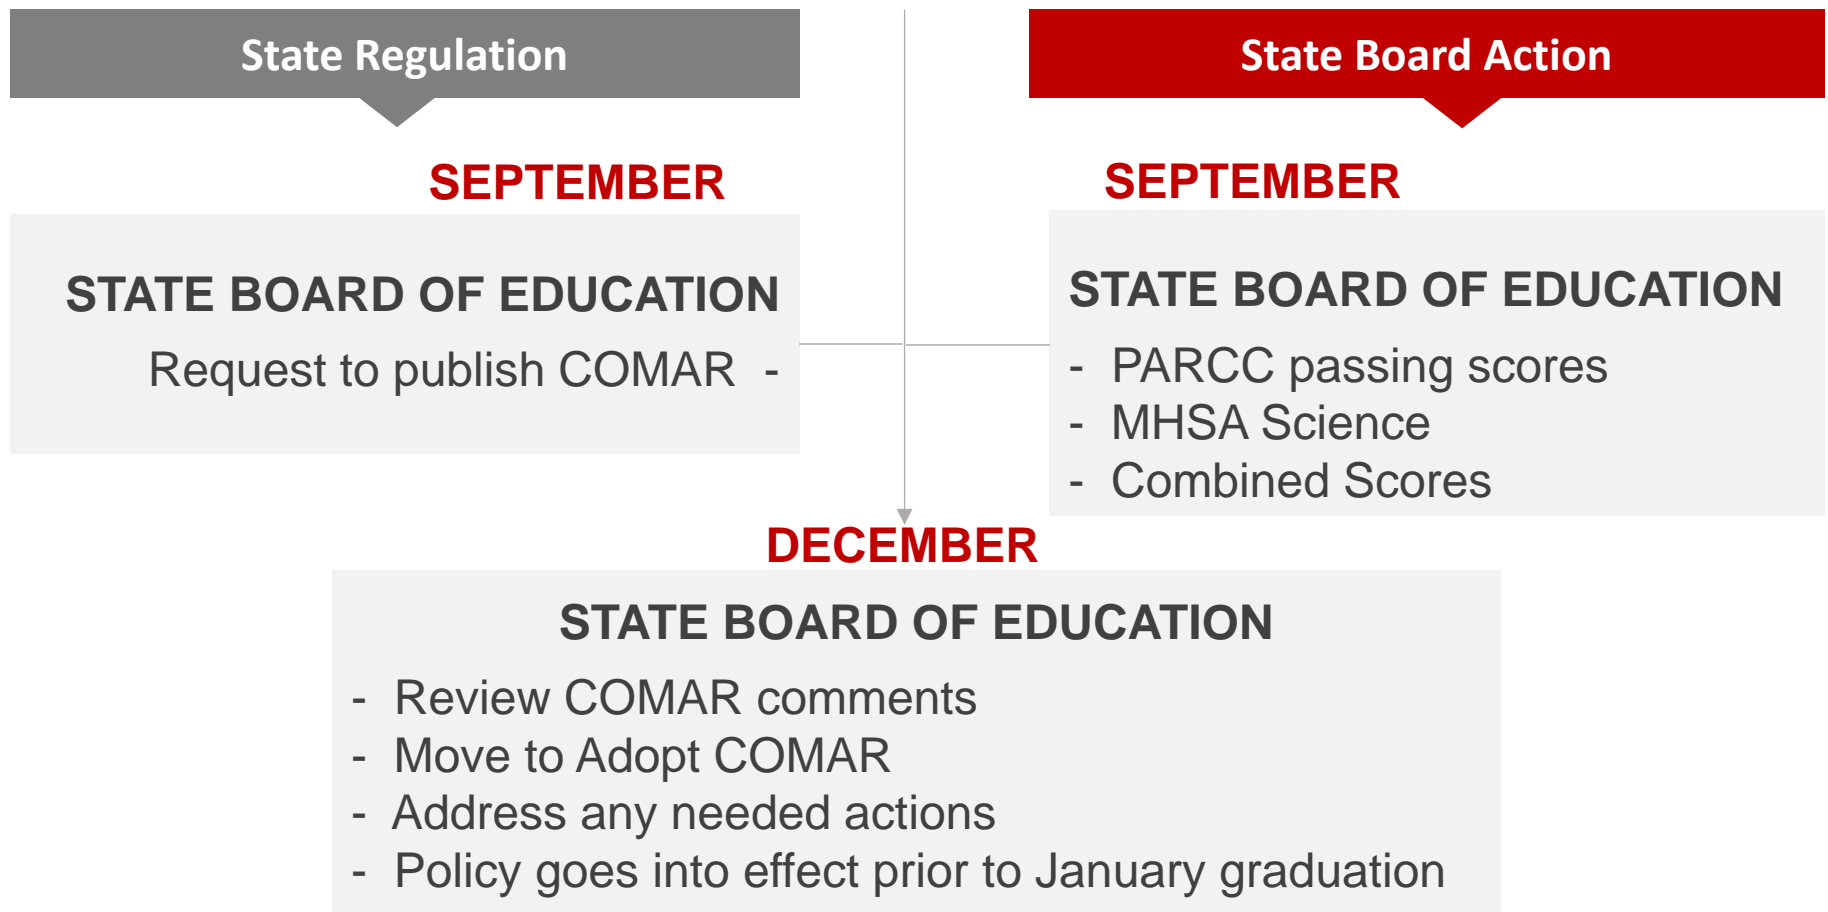 State Regulation
SEPTEMBER
STATE BOARD OF EDUCATION
Request to publish COMAR -
State Board Action
SEPTEMBER
STATE BOARD OF EDUCATION
- PARCC passing scores
- MHSA Science
- Combined Scores
DECEMBER
STATE BOARD OF EDUCATION
- Review COMAR comments
- Move to Adopt COMAR
- Address any needed actions
- Policy goes into effect prior to January graduation